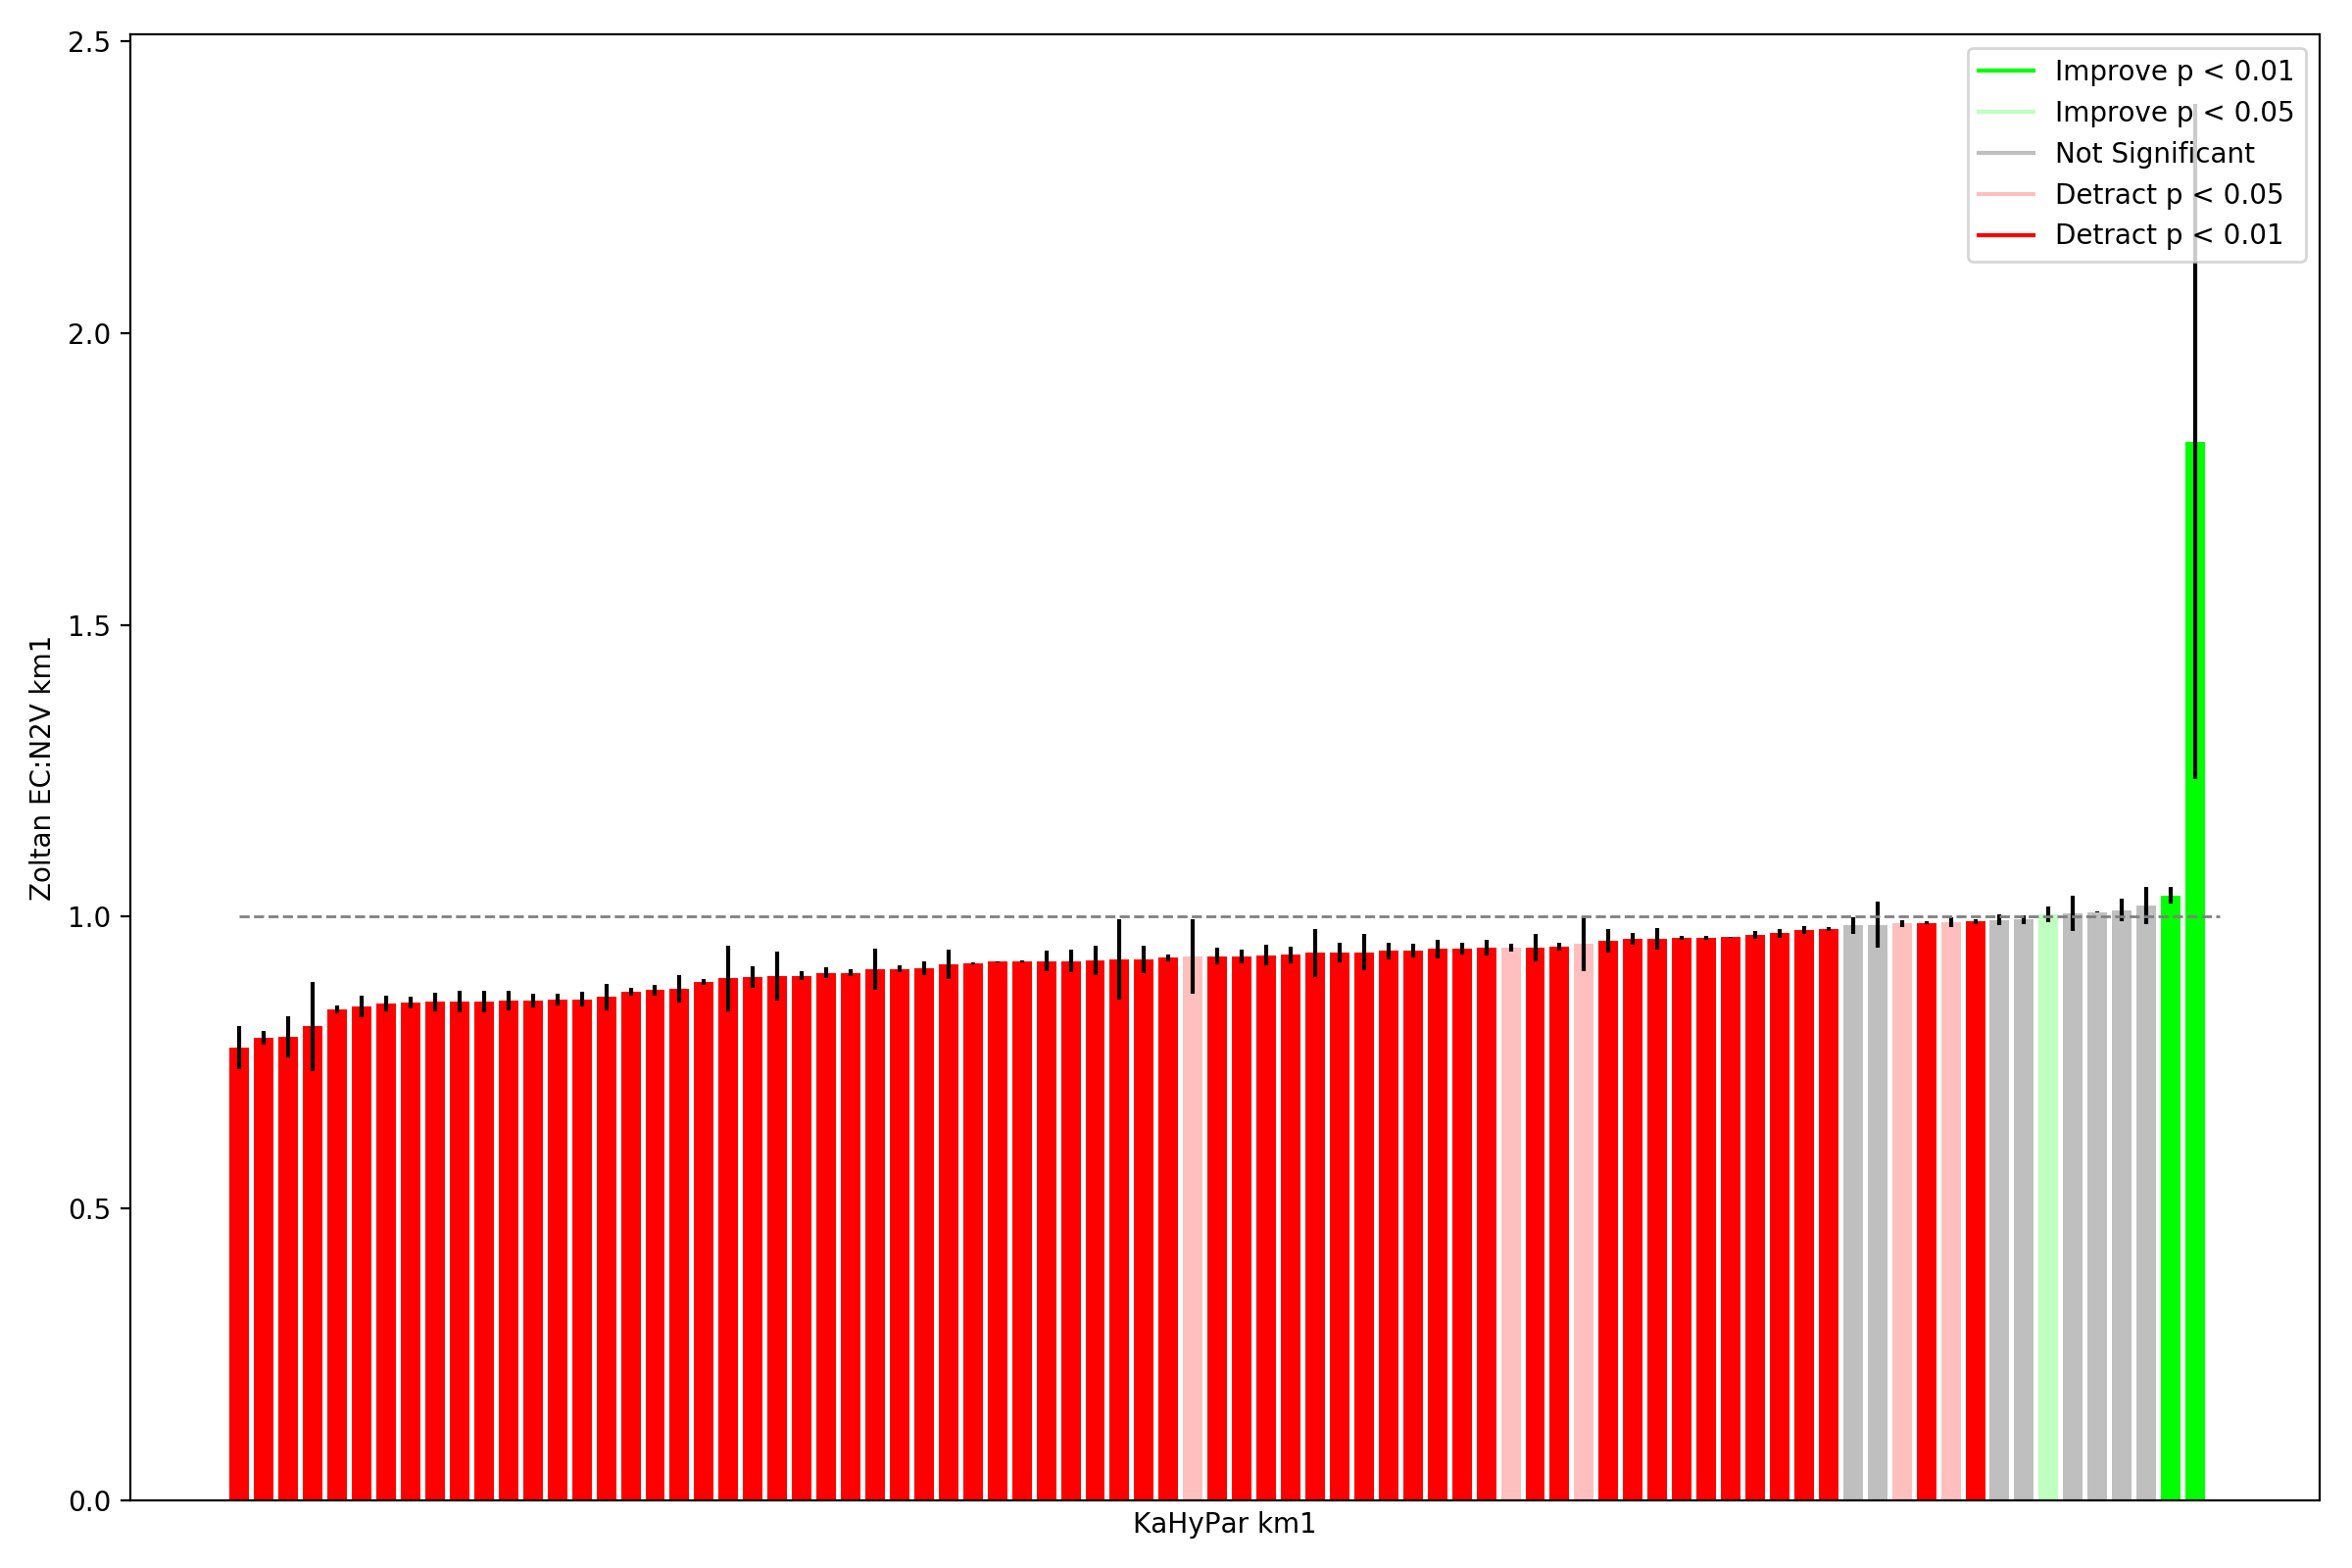 2.5
2.0
1.5
1.0
0.5
0.0
Zoltan EC:N2V km1
KaHyPar km1
Improve p < 0.01
Improve p < 0.05
Not Significant
Detract p < 0.05
Detract p < 0.01